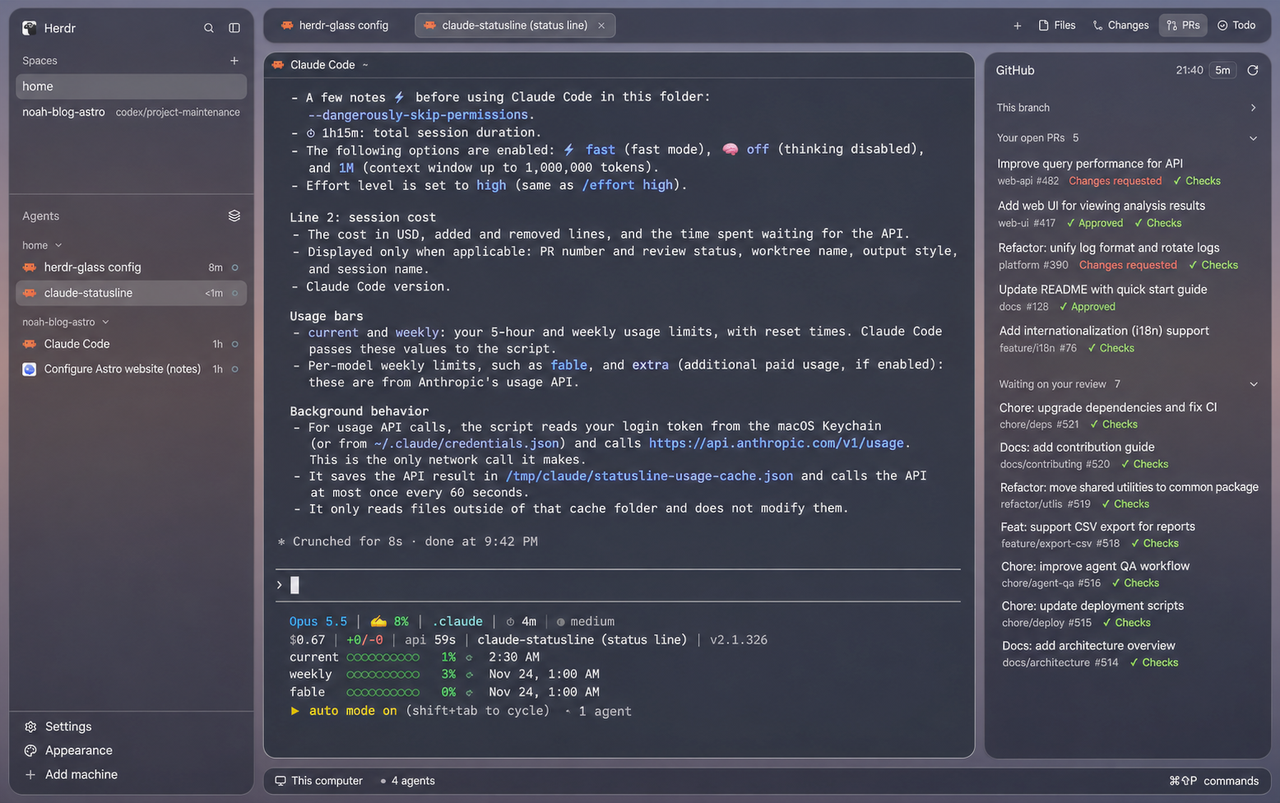 Herdr
Spaces
+
home
noah-blog-astro codex/project-maintenance
Agents
home
herdr-glass config 8m
claude-statusline <1m
noah-blog-astro
Claude Code 1h
Configure Astro website (notes) 1h
Settings
Appearance
+ Add machine
herdr-glass config
claude-statusline (status line) ×
+ Files Changes PRs Todo
Claude Code ~
- A few notes ⚡ before using Claude Code in this folder:
--dangerously-skip-permissions.
- ⏱ 1h15m: total session duration.
- The following options are enabled: ⚡ fast (fast mode), 🧠 off (thinking disabled),
and 1M (context window up to 1,000,000 tokens).
- Effort level is set to high (same as /effort high).
Line 2: session cost
- The cost in USD, added and removed lines, and the time spent waiting for the API.
- Displayed only when applicable: PR number and review status, worktree name, output style,
and session name.
- Claude Code version.
Usage bars
- current and weekly: your 5-hour and weekly usage limits, with reset times. Claude Code
passes these values to the script.
- Per-model weekly limits, such as fable, and extra (additional paid usage, if enabled):
these are from Anthropic's usage API.
Background behavior
- For usage API calls, the script reads your login token from the macOS Keychain
(or from ~/.claude/credentials.json) and calls https://api.anthropic.com/v1/usage.
This is the only network call it makes.
- It saves the API result in /tmp/claude/statusline-usage-cache.json and calls the API
at most once every 60 seconds.
- It only reads files outside of that cache folder and does not modify them.
* Crunched for 8s · done at 9:42 PM
›
Opus 5.5 | ✍️ 8% | .claude | ⏱ 4m | medium
$0.67 | +0/-0 | api 59s | claude-statusline (status line) | v2.1.326
current ○○○○○○○○○○ 1% 2:30 AM
weekly ○○○○○○○○○○ 3% Nov 24, 1:00 AM
fable ○○○○○○○○○○ 0% Nov 24, 1:00 AM
► auto mode on (shift+tab to cycle) · 1 agent
GitHub 21:40 5m
This branch
Your open PRs 5
Improve query performance for API
web-api #482 Changes requested ✓ Checks
Add web UI for viewing analysis results
web-ui #417 ✓ Approved ✓ Checks
Refactor: unify log format and rotate logs
platform #390 Changes requested ✓ Checks
Update README with quick start guide
docs #128 ✓ Approved
Add internationalization (i18n) support
feature/i18n #76 ✓ Checks
Waiting on your review 7
Chore: upgrade dependencies and fix CI
chore/deps #521 ✓ Checks
Docs: add contribution guide
docs/contributing #520 ✓ Checks
Refactor: move shared utilities to common package
refactor/utlis #519 ✓ Checks
Feat: support CSV export for reports
feature/export-csv #518 ✓ Checks
Chore: improve agent QA workflow
chore/agent-qa #516 ✓ Checks
Chore: update deployment scripts
chore/deploy #515 ✓ Checks
Docs: add architecture overview
docs/architecture #514 ✓ Checks
This computer • 4 agents
⌘⇧P commands